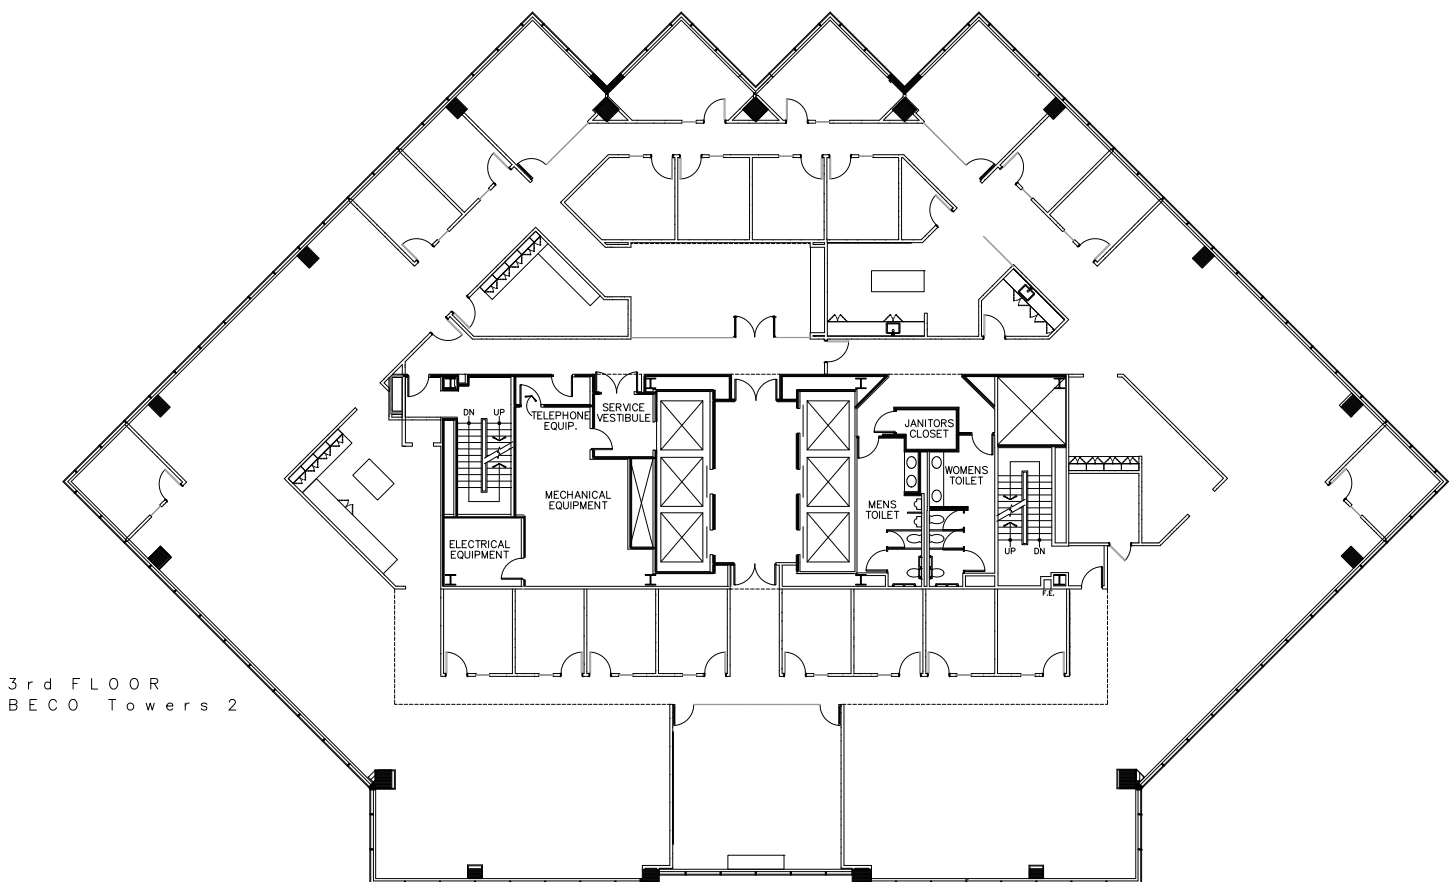 DN UP
TELEPHONE
EQUIP.
SERVICE
VESTIBULE
JANITORS
CLOSET
MECHANICAL
EQUIPMENT
WOMENS
TOILET
MENS
TOILET
ELECTRICAL
EQUIPMENT
UP DN
F.E.
3rd FLOOR
BECO Towers 2